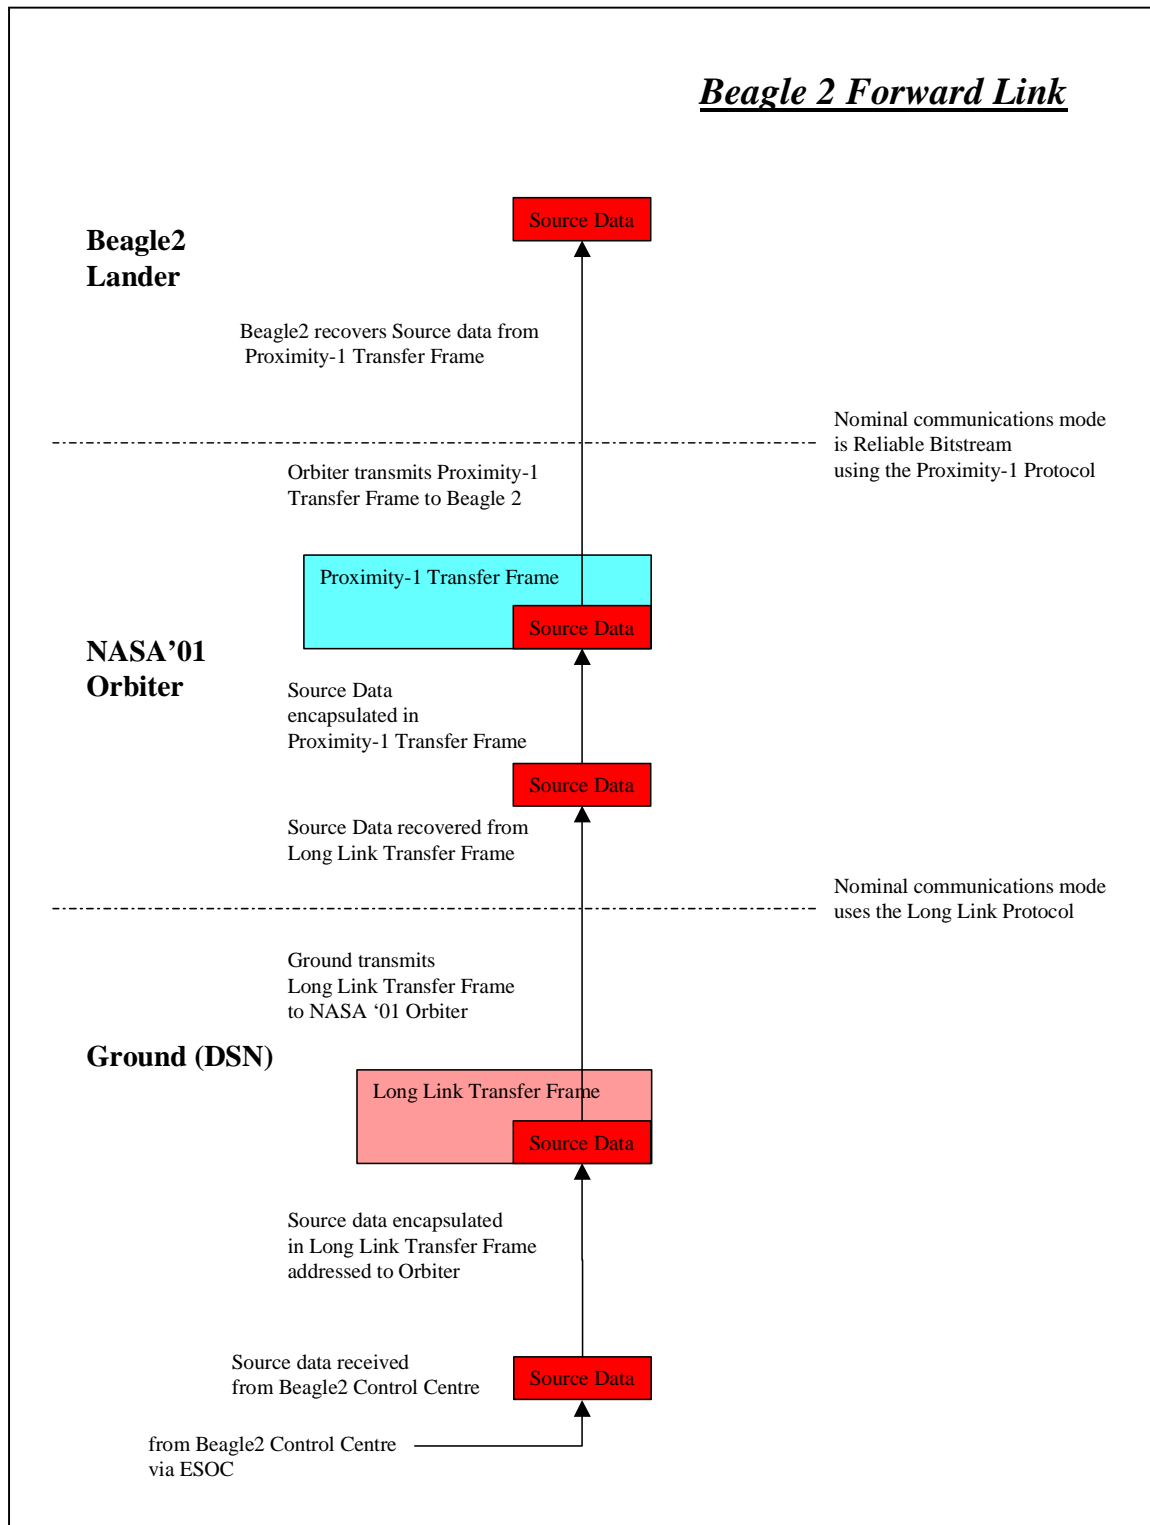 Beagle 2 Forward Link
Source Data
Beagle2
Lander
Beagle2 recovers Source data from
Proximity-1 Transfer Frame
Nominal communications mode
is Reliable Bitstream
using the Proximity-1 Protocol
Orbiter transmits Proximity-1
Transfer Frame to Beagle 2
Proximity-1 Transfer Frame
Source Data
NASA’01
Orbiter
Source Data
encapsulated in
Proximity-1 Transfer Frame
Source Data
Source Data recovered from
Long Link Transfer Frame
Nominal communications mode
uses the Long Link Protocol
Ground transmits
Long Link Transfer Frame
to NASA ‘01 Orbiter
Ground (DSN)
Long Link Transfer Frame
Source Data
Source data encapsulated
in Long Link Transfer Frame
addressed to Orbiter
Source data received
from Beagle2 Control Centre
Source Data
from Beagle2 Control Centre
via ESOC